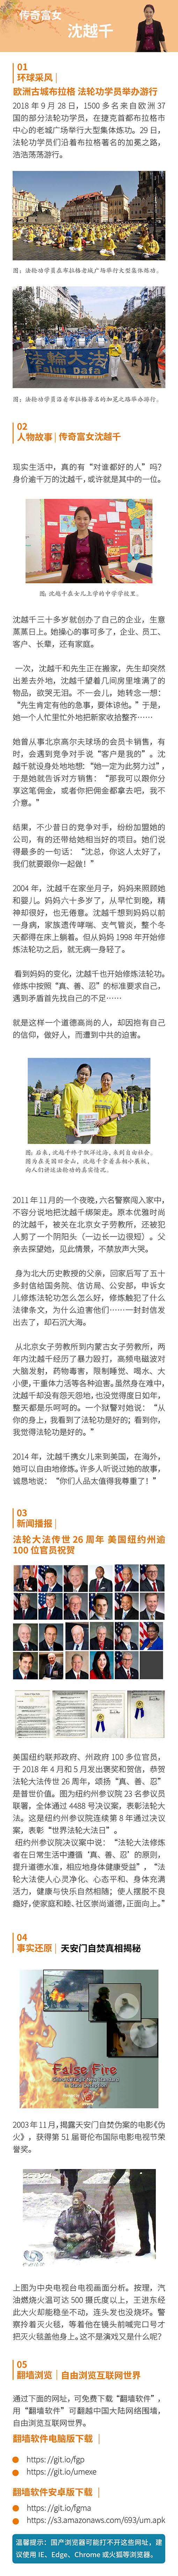 传奇富女
沈越千
01
环球采风
欧洲古城布拉格 法轮功学员举办游行
2018 年 9 月 28 日，1500 多名来自欧洲 37
国的部分法轮功学员，在捷克首都布拉格市
中心的老城广场举行大型集体炼功。29 日，
法轮功学员们沿着布拉格著名的加冕之路，
浩浩荡荡游行。
图：法轮功学员在布拉格老城广场举行大型集体炼功。
法輪大法
Falun Dafa
图：法轮功学员沿着布拉格著名的加冕之路举办游行。
02
人物故事 | 传奇富女沈越千
现实生活中，真的有“对谁都好的人”吗？
身价逾千万的沈越千，或许就是其中的一位。
图：沈越千在女儿上学的中学学校里。
沈越千三十多岁就创办了自己的企业，生意
蒸蒸日上。她操心的事可多了，企业、员工、
客户、长辈，还有家庭。
一次，沈越千和先生正在搬家，先生却突然
出差去外地，沈越千望着几间房里堆满了的
物品，欲哭无泪。不一会儿，她转念一想：
“先生肯定有他的急事，要体谅他。”于是，
她一个人忙里忙外地把新家收拾整齐……
她曾从事北京高尔夫球场的会员卡销售，有
时，会遇到竞争对手说“客户是我的”。沈越
千就设身处地地想：“她一定为此努力过”，
于是她就告诉对方销售：“那我可以跟你分
享这笔佣金，或者你把佣金都拿去吧，我不
介意。”
结果，不少昔日的竞争对手，纷纷加盟她的
公司，有的还带给她相当好的项目。她们说
得最多的一句话：“沈总，你这人太好了，
我们就要跟你一起做！”
2004 年，沈越千在家坐月子，妈妈来照顾她
和婴儿。妈妈六十多岁了，从早忙到晚，精
神却很好，也无倦意。沈越千想到妈妈以前
一身病，家族遗传哮喘、支气管炎，整个冬
天都得在床上躺着。但从妈妈 1998 年开始修
炼法轮功之后，就无病一身轻了。
看到妈妈的变化，沈越千也开始修炼法轮功。
修炼中按照“真、善、忍”的标准要求自己，
遇到矛盾首先找自己的不足……
就是这样一个道德高尚的人，却因抱有自己
的信仰，做好人，而遭到中共的迫害。
图：后来，沈越千终于飘洋过海，来到自由社会。
图为在美国旧金山，沈越千拿着真相小展板，
向人们讲述法轮功的真实情况。
2011 年 11 月的一个夜晚，六名警察闯入家中，
不容分说地把沈越千绑架走。原本优雅时尚
的沈越千，被关在北京女子劳教所，还被犯
人剪了一个阴阳头（一边长一边很短）。父
亲去探望她，见此情景，不禁放声大哭。
身为北大历史教授的父亲，回家后写了五十
多封信给国务院、信访局、公安部，申诉女
儿修炼法轮功怎么怎么好，修炼触犯了什么
法律条文，为什么迫害他们……一封封信发
出去了，却石沉大海。
从北京女子劳教所到内蒙古女子劳教所，两
年内沈越千经历了暴力殴打，高频电磁波对
大脑发射，药物毒害，限制睡觉、喝水、大
小便，干重体力活等各种迫害。虽然身在难中，
沈越千却没有怨天怨地，也没觉得度日如年，
整天都是乐呵呵的。一个狱警对她说：“从
你的身上，我看到了法轮功是好的；看到你，
我觉得法轮功是好的。”
2014 年，沈越千携女儿来到美国，在海外，
她可以自由地修炼。许多人听说过她的故事，
诚恳地说：“你们人品太值得我尊重了！”
03
新闻播报
法轮大法传世 26 周年 美国纽约州逾
100 位官员祝贺
美国纽约联邦政府、州政府 100 多位官员，
于 2018 年 4 月和 5 月发出褒奖和贺信，恭贺
法轮大法传世 26 周年，颂扬“真、善、忍”
是普世价值。图为纽约州参议院 23 名参议员
联署，全体通过 4488 号决议案，表彰法轮大
法。这是纽约州参议院连续第 8 年通过决议
案，表彰“世界法轮大法日”。
纽约州参议院决议案中说：“法轮大法修炼
者在日常生活中遵循‘真、善、忍’的原则，
提升道德水准，相应地身体健康受益”，“法
轮大法使人心灵净化、心态平和、身体充满
活力，健康与快乐自然相随；使人摆脱不良
癖好，使家庭和睦、社区崇尚道德，正面向上。”
04
事实还原 | 天安门自焚真相揭秘
False Fire
2003 年 11 月，揭露天安门自焚伪案的电影《伪
火》，获得第 51 届哥伦布国际电影电视节荣
誉奖。
上图为中央电视台电视画面分析。按理，汽
油燃烧火温可达 500 摄氏度以上，王进东经
此大火却能稳坐不动，连头发也没烧坏。警
察拎着灭火毯，等着他在镜头前喊完口号才
把灭火毯盖他身上。这不是演戏又是什么呢？
05
翻墙浏览 | 自由浏览互联网世界
通过下面的网址，可免费下载“翻墙软件”，
用“翻墙软件”可翻越中国大陆网络围墙，
自由浏览互联网世界。
翻墙软件电脑版下载 |
https://git.io/fgp
https://git.io/umexe
翻墙软件安卓版下载 |
https://git.io/fgma
https://s3.amazonaws.com/693/um.apk
温馨提示：国产浏览器可能打不开这些网址，建
议使用 IE、Edge、Chrome 或火狐等浏览器。